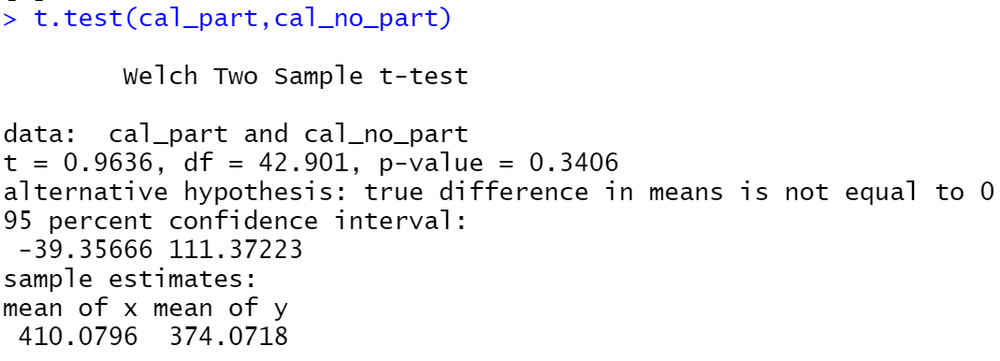 > t.test(cal_part,cal_no_part)
Welch Two Sample t-test
data:  cal_part and cal_no_part
t = 0.9636, df = 42.901, p-value = 0.3406
alternative hypothesis: true difference in means is not equal to 0
95 percent confidence interval:
 -39.35666 111.37223
sample estimates:
mean of x mean of y
 410.0796  374.0718